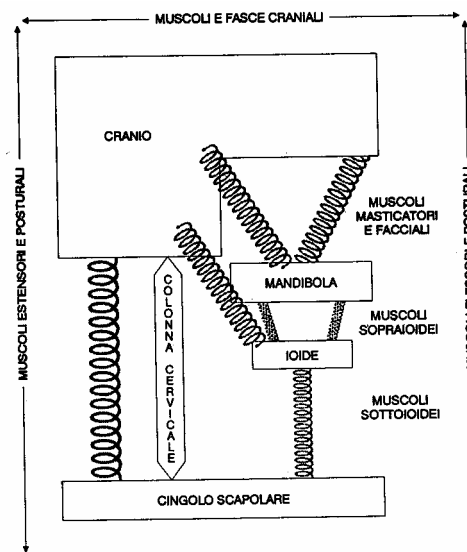 MUSCOLI E FASCE CRANIALI
MUSCOLI ESTENSORI E POSTURALI
CRANIO
MUSCOLI
MASTICATORI
E FACCIALI
MANDIBOLA
MUSCOLI
SOPRAIOIDEI
IOIDE
COLONNA CERVICALE
MUSCOLI
SOTTOIOIDEI
CINGOLO SCAPOLARE
E POSTURALI